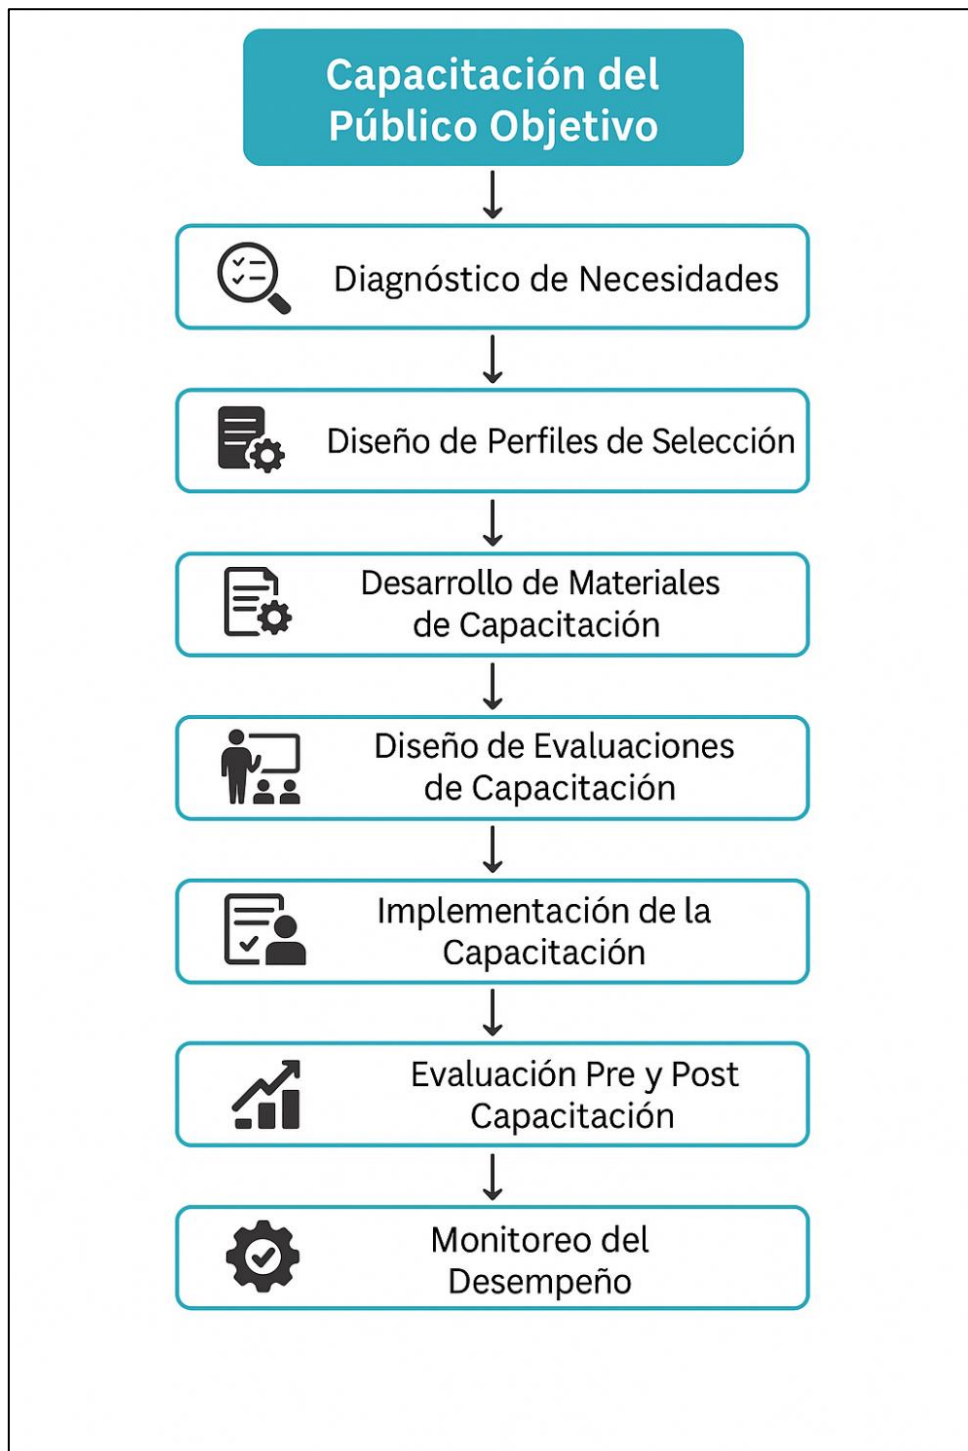 Capacitación del
Público Objetivo
Diagnóstico de Necesidades
Diseño de Perfiles de Selección
Desarrollo de Materiales
de Capacitación
Diseño de Evaluaciones
de Capacitación
Implementación de la
Capacitación
Evaluación Pre y Post
Capacitación
Monitoreo del
Desempeño